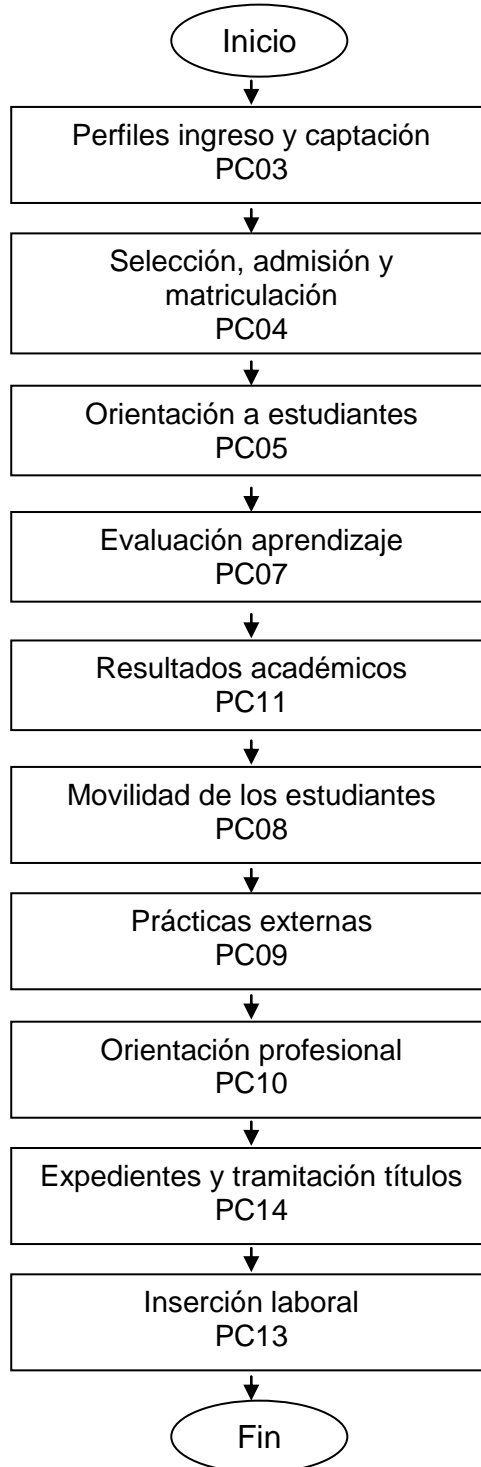 Inicio
Perfiles ingreso y captación
PC03
Selección, admisión y
matriculación
PC04
Orientación a estudiantes
PC05
Evaluación aprendizaje
PC07
Resultados académicos
PC11
Movilidad de los estudiantes
PC08
Prácticas externas
PC09
Orientación profesional
PC10
Expedientes y tramitación títulos
PC14
Inserción laboral
PC13
Fin